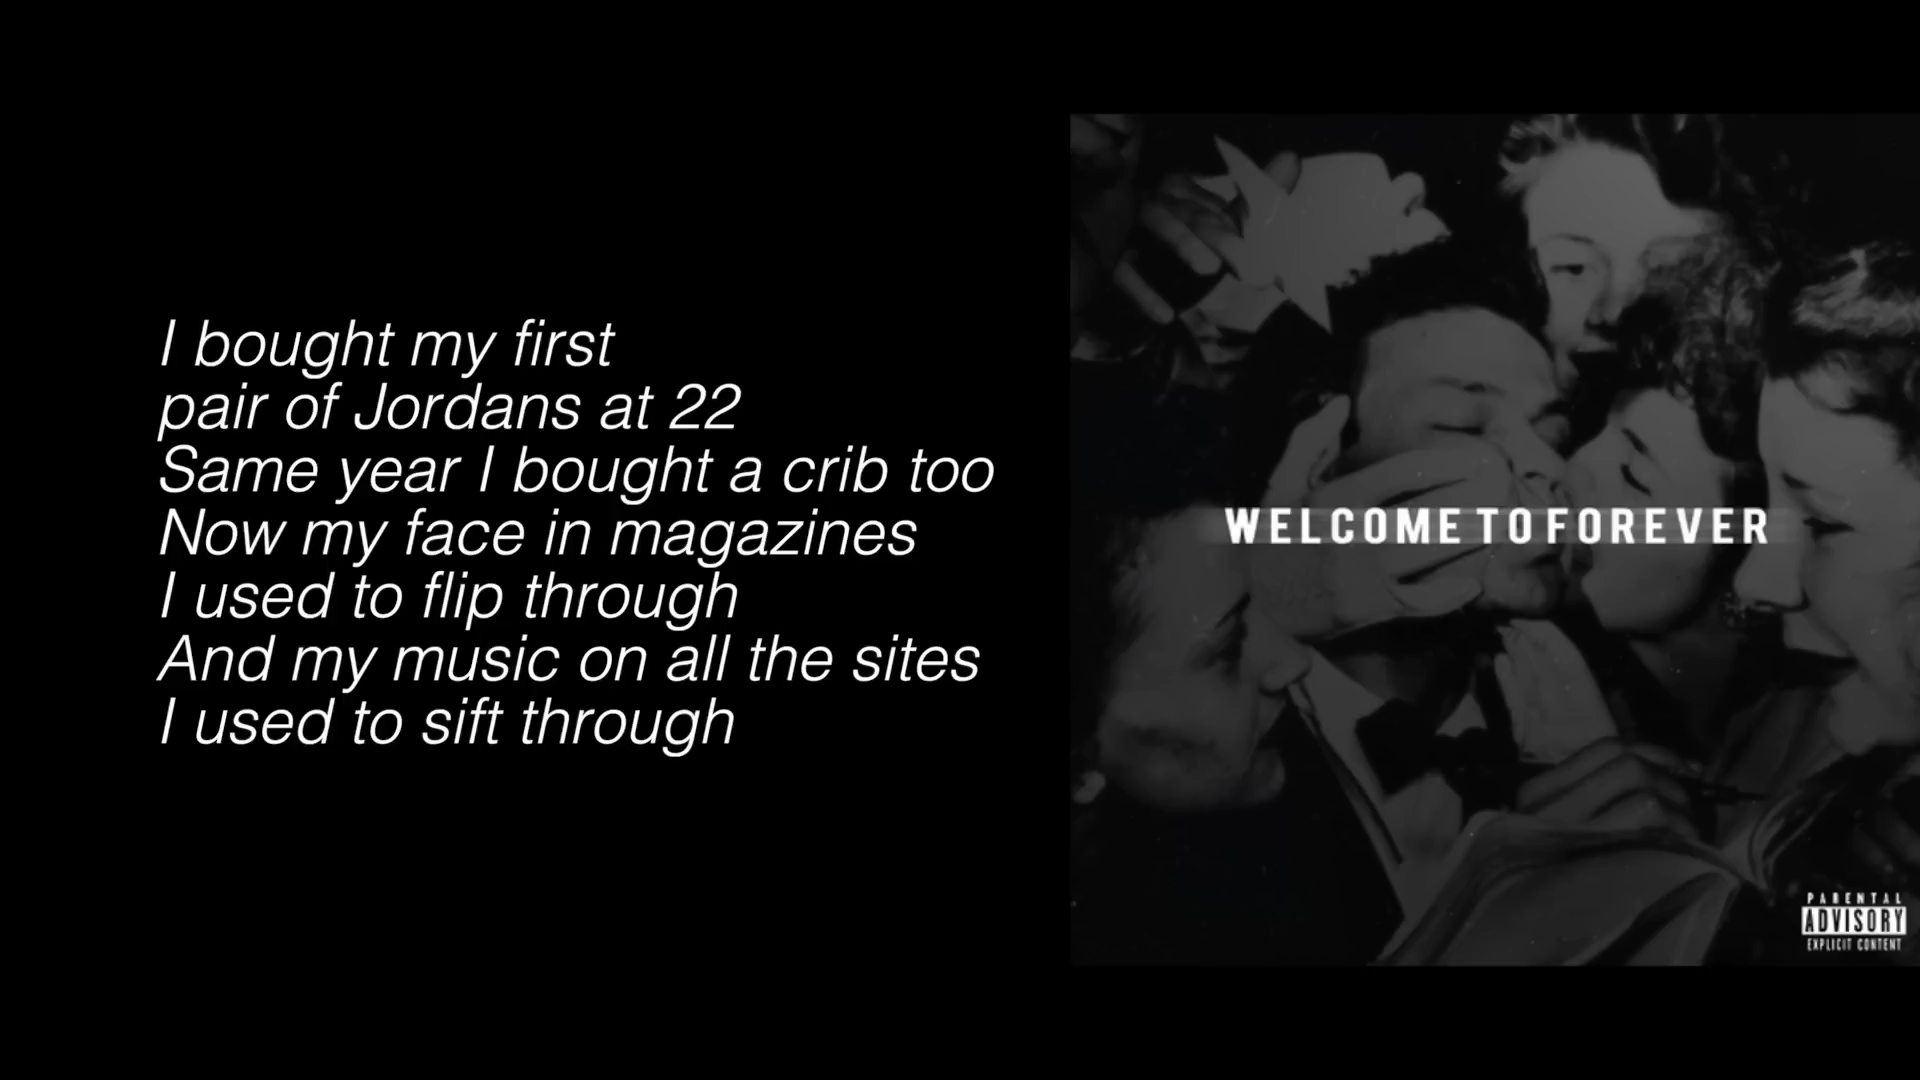 I bought my first
pair of Jordans at 22
Same year I bought a crib too
Now my face in magazines
I used to flip through
And my music on all the sites
I used to sift through
WELCOME TO FOREVER
PARENTAL
ADVISORY
EXPLICIT CONTENT